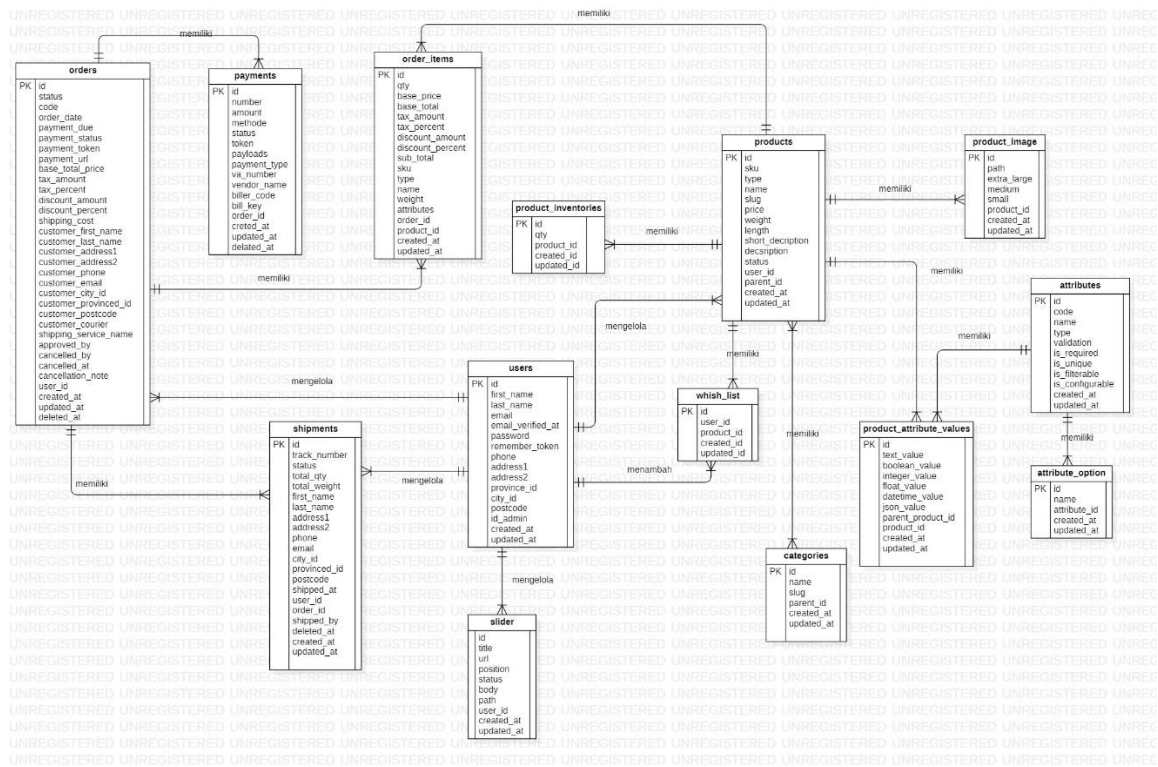 memiliki
memiliki
orders
PK id
status
code
order_date
payment_due
payment_status
payment_token
payment_url
base_total_price
tax_amount
tax_percent
discount_amount
discount_percent
shipping_cost
customer_first_name
customer_last_name
customer_address1
customer_address2
customer_phone
customer_email
customer_city_id
customer_provinced_id
customer_postcode
customer_courier
shipping_service_name
approved_by
cancelled_by
cancelled_at
cancellation_note
user_id
created_at
updated_at
deleted_at
payments
PK id
number
amount
methode
status
token
payloads
payment_type
va_number
vendor_name
biller_code
bill_key
order_id
creted_at
updated_at
delated_at
order_items
PK id
qty
base_price
base_total
tax_amount
tax_percent
discount_amount
discount_percent
sub_total
sku
type
name
weight
attributes
order_id
product_id
created_at
updated_at
memiliki
product_inventories
PK id
qty
product_id
created_id
updated_id
memiliki
products
PK id
sku
type
name
slug
price
weight
length
short_decription
decsription
status
user_id
parent_id
created_at
updated_at
memiliki
product_image
PK id
path
extra_large
medium
small
product_id
created_at
updated_at
memiliki
attributes
PK id
code
name
type
validation
is_required
is_unique
is_filterable
is_configurable
created_at
updated_at
memiliki
memiliki
attribute_option
PK id
name
attribute_id
created_at
updated_at
product_attribute_values
PK id
text_value
boolean_value
integer_value
float_value
datetime_value
json_value
parent_product_id
product_id
created_at
updated_at
mengelola
memiliki
whish_list
PK id
user_id
product_id
created_id
updated_id
memiliki
menambah
categories
PK id
name
slug
parent_id
created_at
updated_at
mengelola
users
PK id
first_name
last_name
email
email_verified_at
password
remember_token
phone
address1
address2
province_id
city_id
postcode
id_admin
created_at
updated_at
mengelola
memiliki
shipments
PK id
track_number
status
total_qty
total_weight
first_name
last_name
address1
address2
phone
email
city_id
provinced_id
postcode
shipped_at
user_id
order_id
shipped_by
deleted_at
created_at
updated_at
mengelola
slider
id
title
url
position
status
body
path
user_id
created_at
updated_at
UNREGISTERED